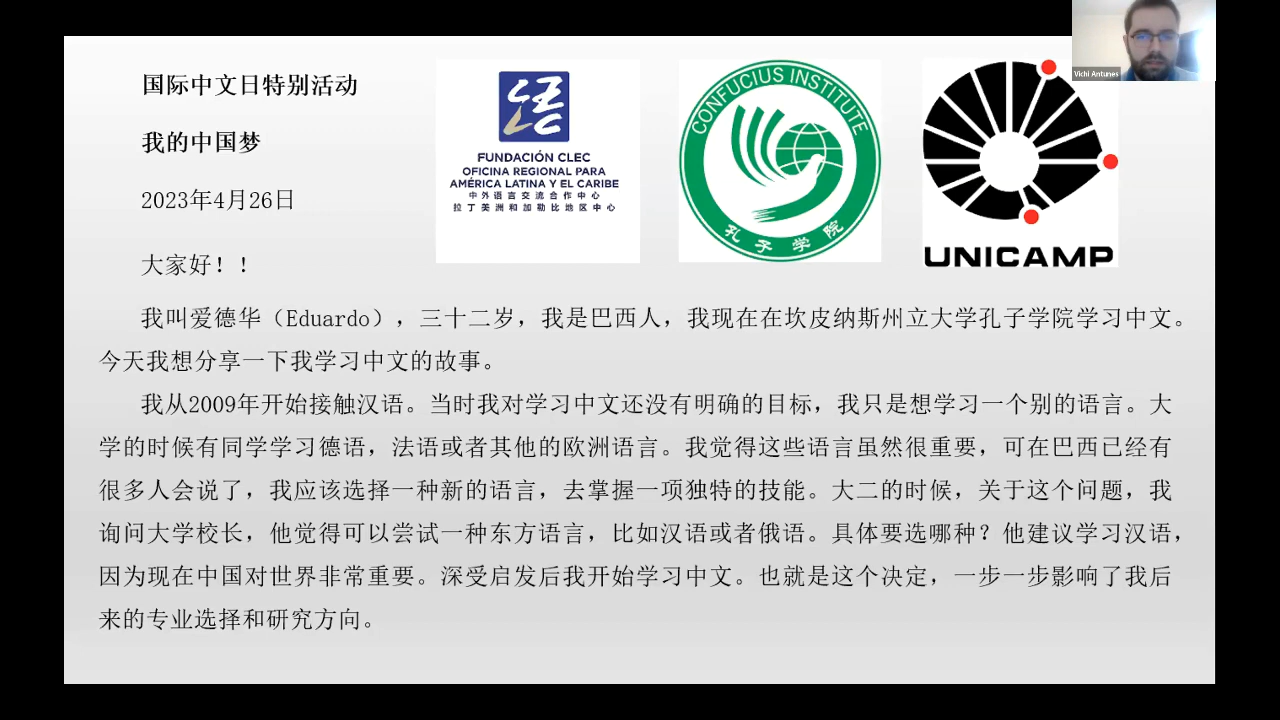 国际中文日特别活动
我的中国梦
2023年4月26日
大家好！！
FUNDACIÓN CLEC
OFICINA REGIONAL PARA
AMÉRICA LATINA Y EL CARIBE
中外语言交流合作中心
拉丁美洲和加勒比地区中心
CONFUCIUS INSTITUTE
孔子学院
UNICAMP
Vichi Antunes
我叫爱德华（Eduardo），三十二岁，我是巴西人，我现在在坎皮纳斯州立大学孔子学院学习中文。
今天我想分享一下我学习中文的故事。
我从2009年开始接触汉语。当时我对学习中文还没有明确的目标，我只是想学习一个别的语言。大
学的时候有同学学习德语，法语或者其他的欧洲语言。我觉得这些语言虽然很重要，可在巴西已经有
很多人会说了，我应该选择一种新的语言，去掌握一项独特的技能。大二的时候，关于这个问题，我
询问大学校长，他觉得可以尝试一种东方语言，比如汉语或者俄语。具体要选哪种？他建议学习汉语，
因为现在中国对世界非常重要。深受启发后我开始学习中文。也就是这个决定，一步一步影响了我后
来的专业选择和研究方向。